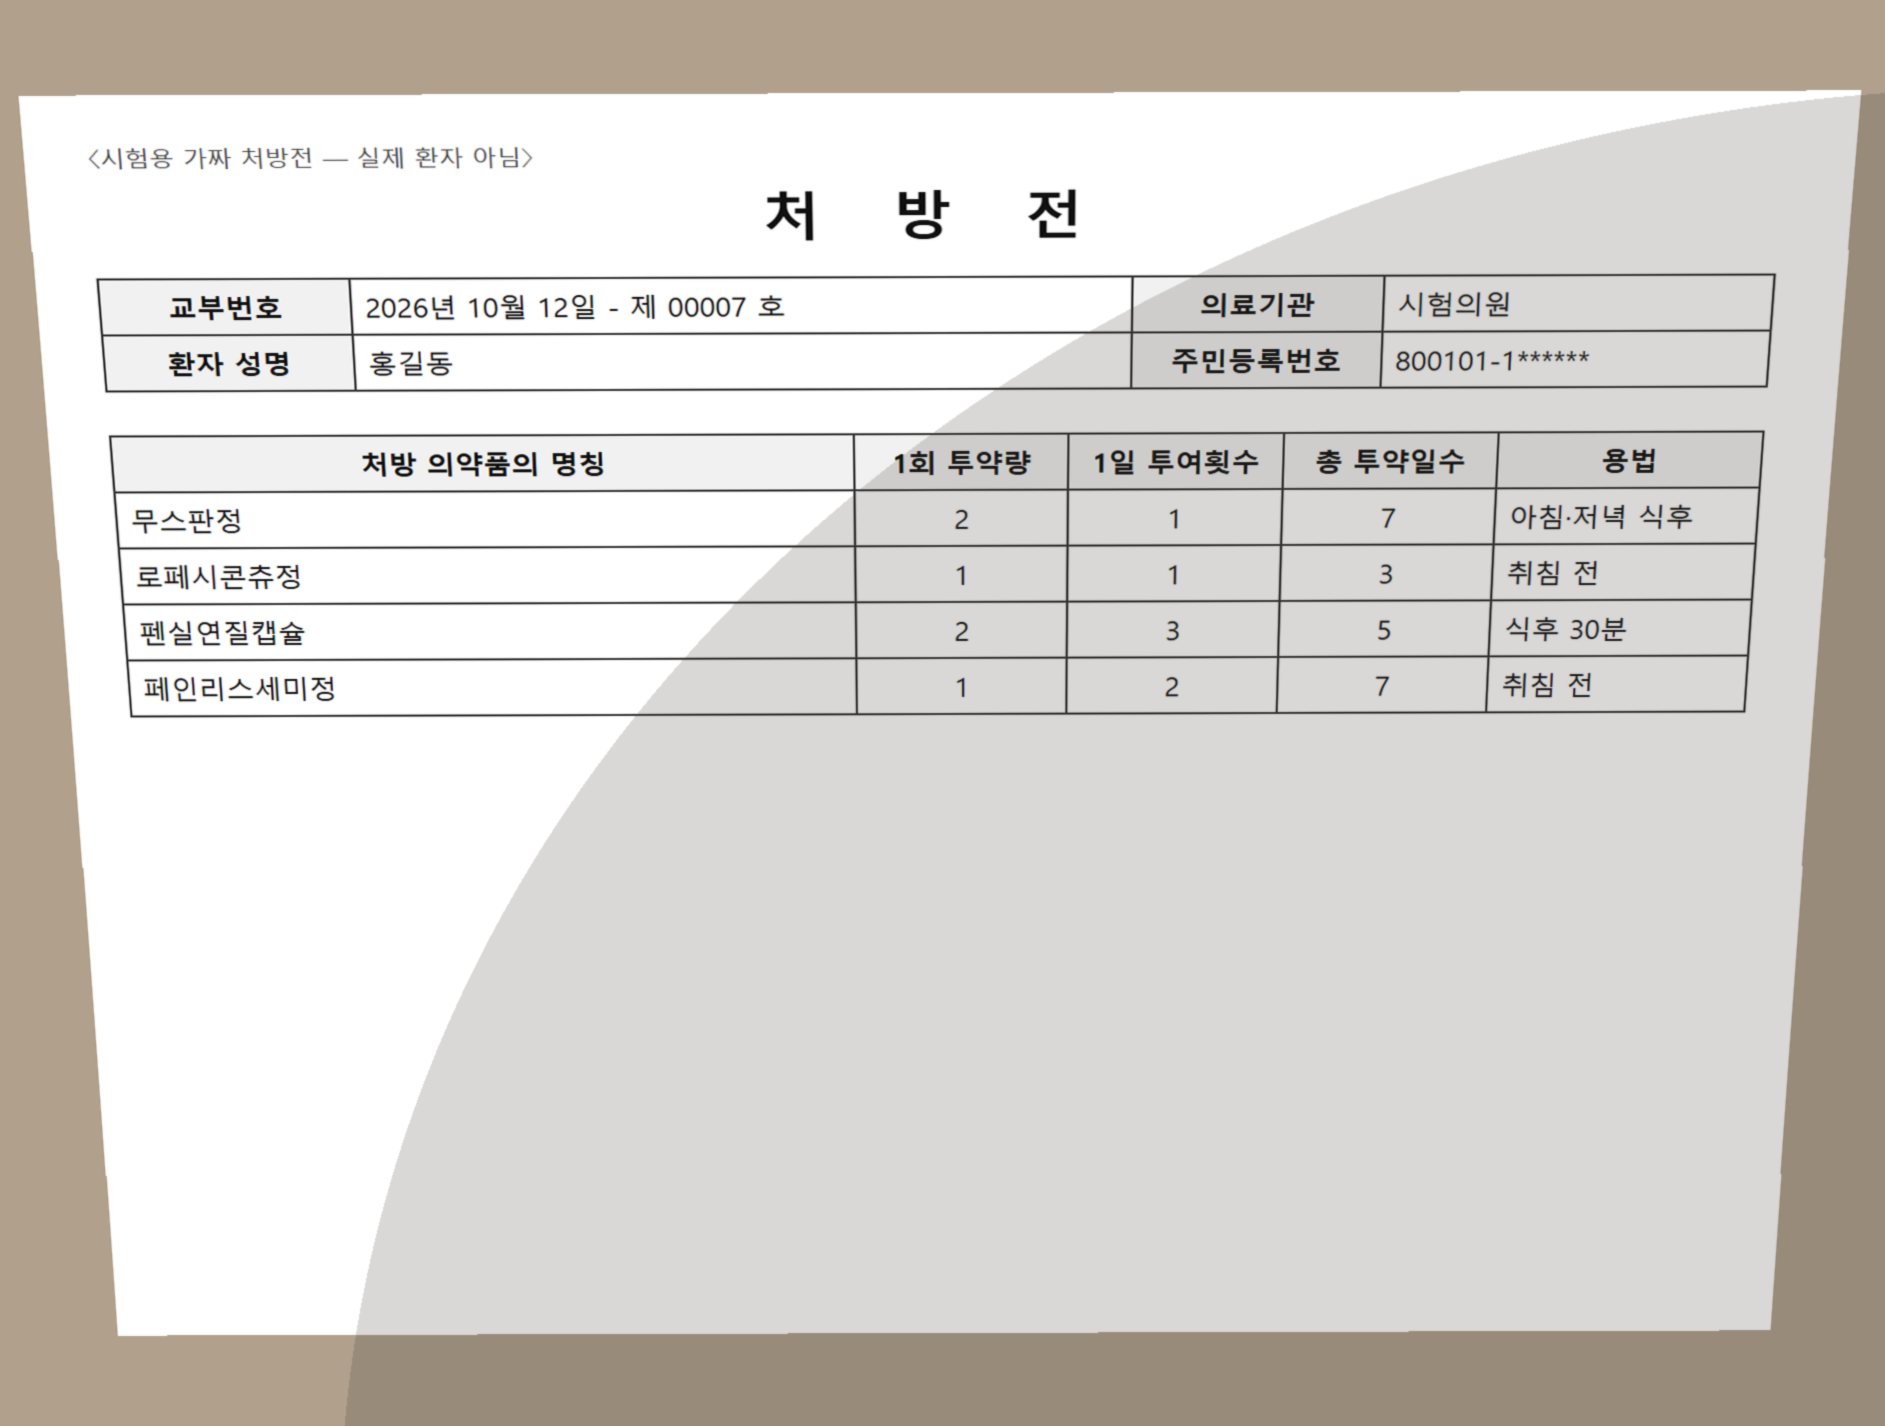 <시험용 가짜 처방전 — 실제 환자 아님>
처 방 전
교부번호 2026년 10월 12일 - 제 00007 호 의료기관 시험의원
환자 성명 홍길동 주민등록번호 800101-1******
처방 의약품의 명칭 1회 투약량 1일 투여횟수 총 투약일수 용법
무스판정 2 1 7 아침·저녁 식후
로페시콘츄정 1 1 3 취침 전
펜실연질캡슐 2 3 5 식후 30분
페인리스세미정 1 2 7 취침 전